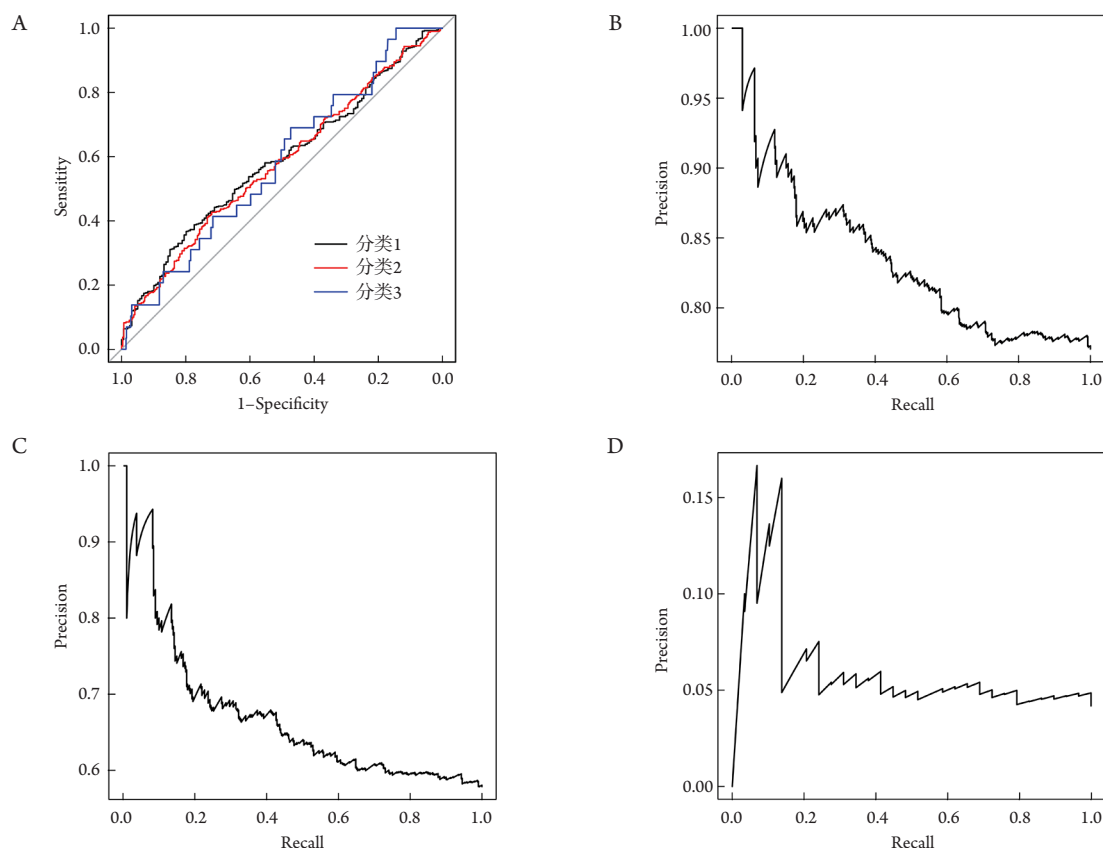 A
1.0
0.8
0.6
0.4
0.2
0.0
Sensitity
分类1
分类2
分类3
1.0 0.8 0.6 0.4 0.2 0.0
1–Specificity
B
1.00
0.95
0.90
0.85
0.80
Precision
0.0 0.2 0.4 0.6 0.8 1.0
Recall
C
1.0
0.9
0.8
0.7
0.6
Precision
0.0 0.2 0.4 0.6 0.8 1.0
Recall
D
0.15
0.10
0.05
0.00
Precision
0.0 0.2 0.4 0.6 0.8 1.0
Recall